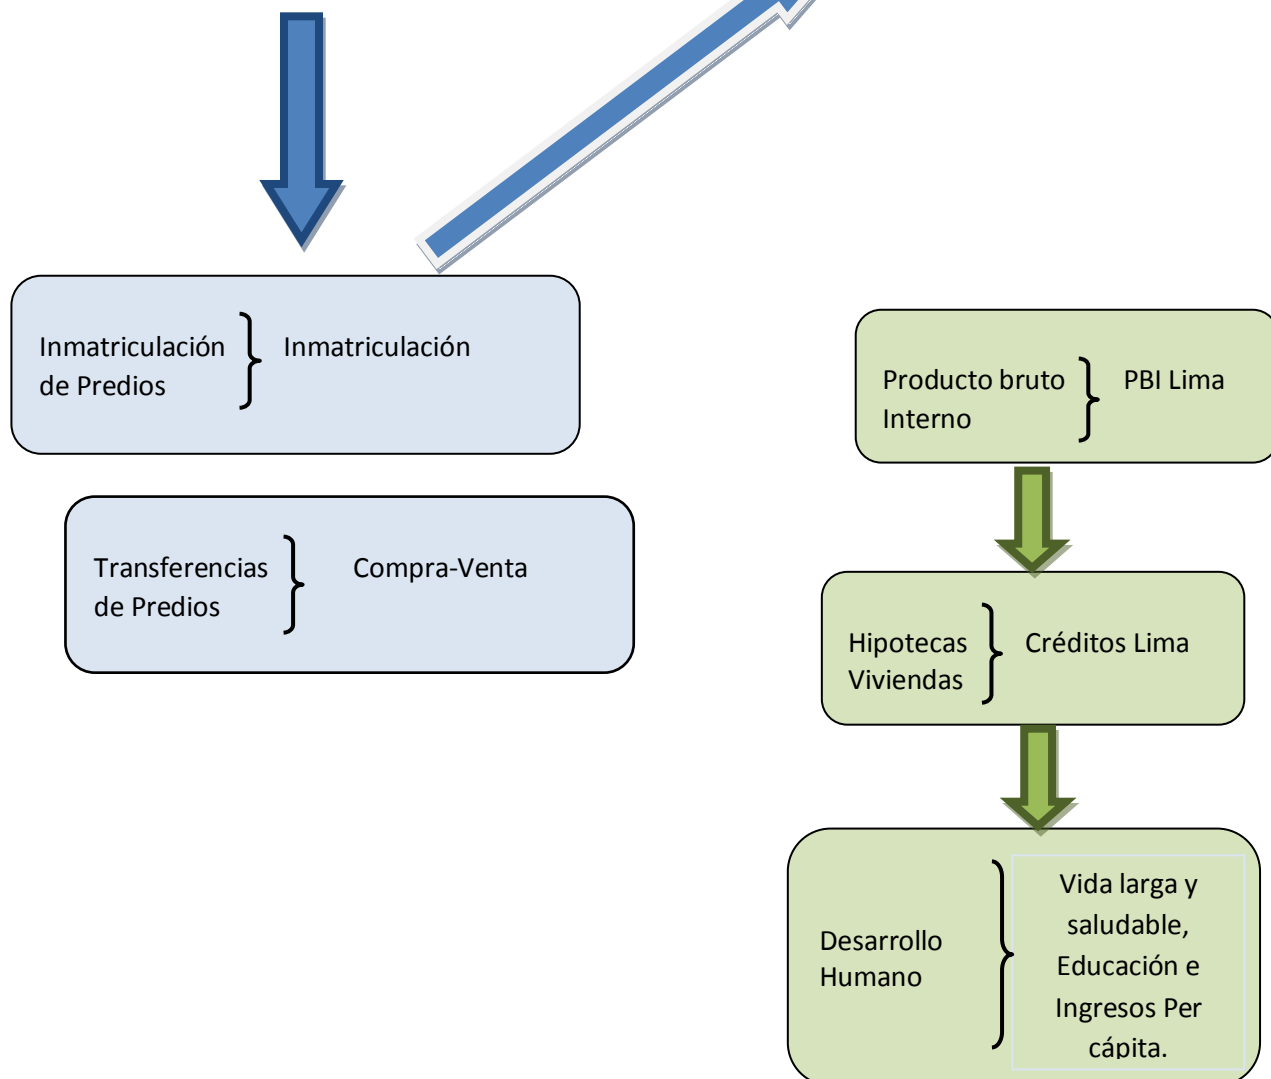 Inmatriculación
de Predios
Inmatriculación
Transferencias
de Predios
Compra-Venta
Producto bruto
Interno
PBI Lima
Hipotecas
Viviendas
Créditos Lima
Desarrollo
Humano
Vida larga y
saludable,
Educación e
Ingresos Per
cápita.